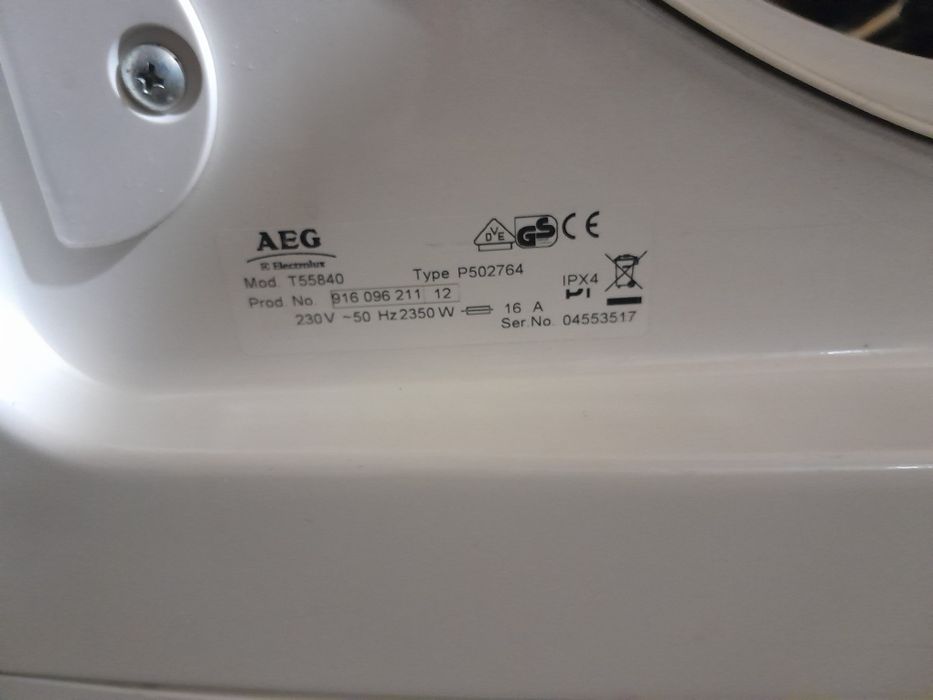 AEG
Electrolux
D V E GS CE
Mod. T55840 Type P502764 IPX4
Prod. No. 916 096 211 12
230V ~50 Hz 2350 W 16 A
Ser.No. 04553517